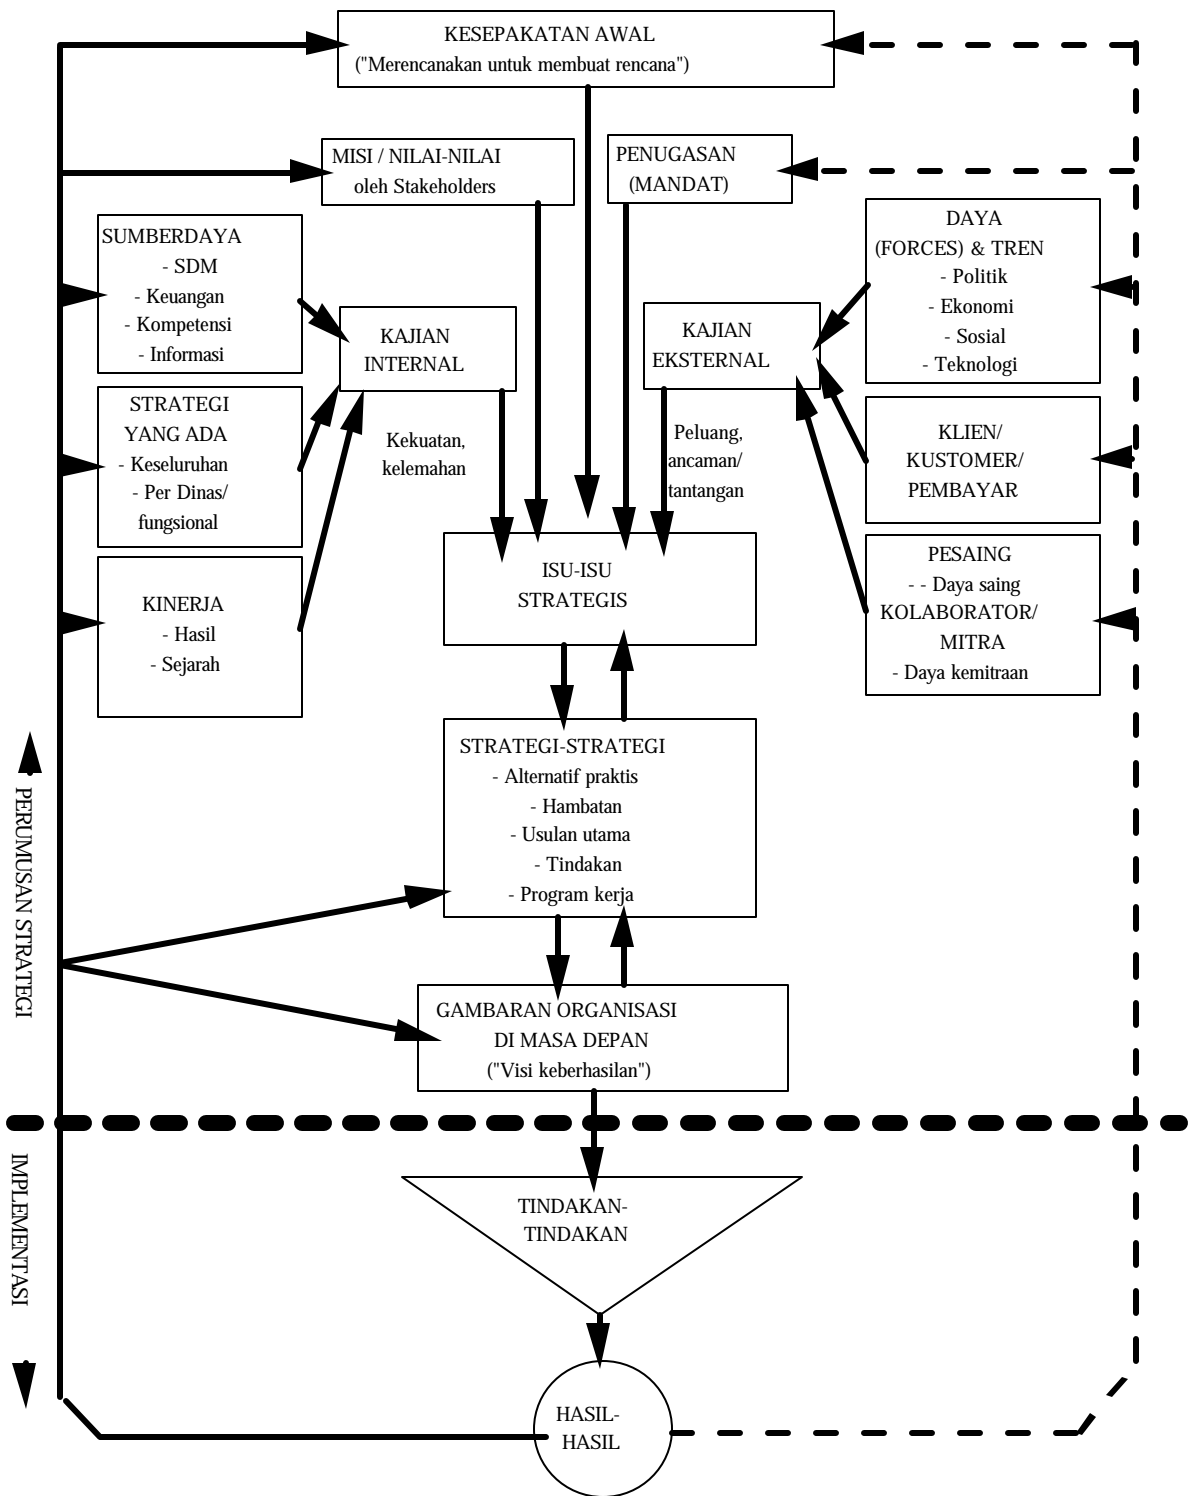 KESEPAKATAN AWAL
("Merencanakan untuk membuat rencana")
MISI / NILAI-NILAI
oleh Stakeholders
PENUGASAN
(MANDAT)
SUMBERDAYA
- SDM
- Keuangan
- Kompetensi
- Informasi
DAYA
(FORCES) & TREN
- Politik
- Ekonomi
- Sosial
- Teknologi
KAJIAN
INTERNAL
KAJIAN
EKSTERNAL
STRATEGI
YANG ADA
- Keseluruhan
- Per Dinas/
fungsional
Kekuatan,
kelemahan
Peluang,
ancaman/
tantangan
KLIEN/
KUSTOMER/
PEMBAYAR
ISU-ISU
STRATEGIS
KINERJA
- Hasil
- Sejarah
PESAING
- - Daya saing
KOLABORATOR/
MITRA
- Daya kemitraan
STRATEGI-STRATEGI
- Alternatif praktis
- Hambatan
- Usulan utama
- Tindakan
- Program kerja
PERUMUSAN STRATEGI
GAMBARAN ORGANISASI
DI MASA DEPAN
("Visi keberhasilan")
IMPLEMENTASI
TINDAKAN-
TINDAKAN
HASIL-
HASIL